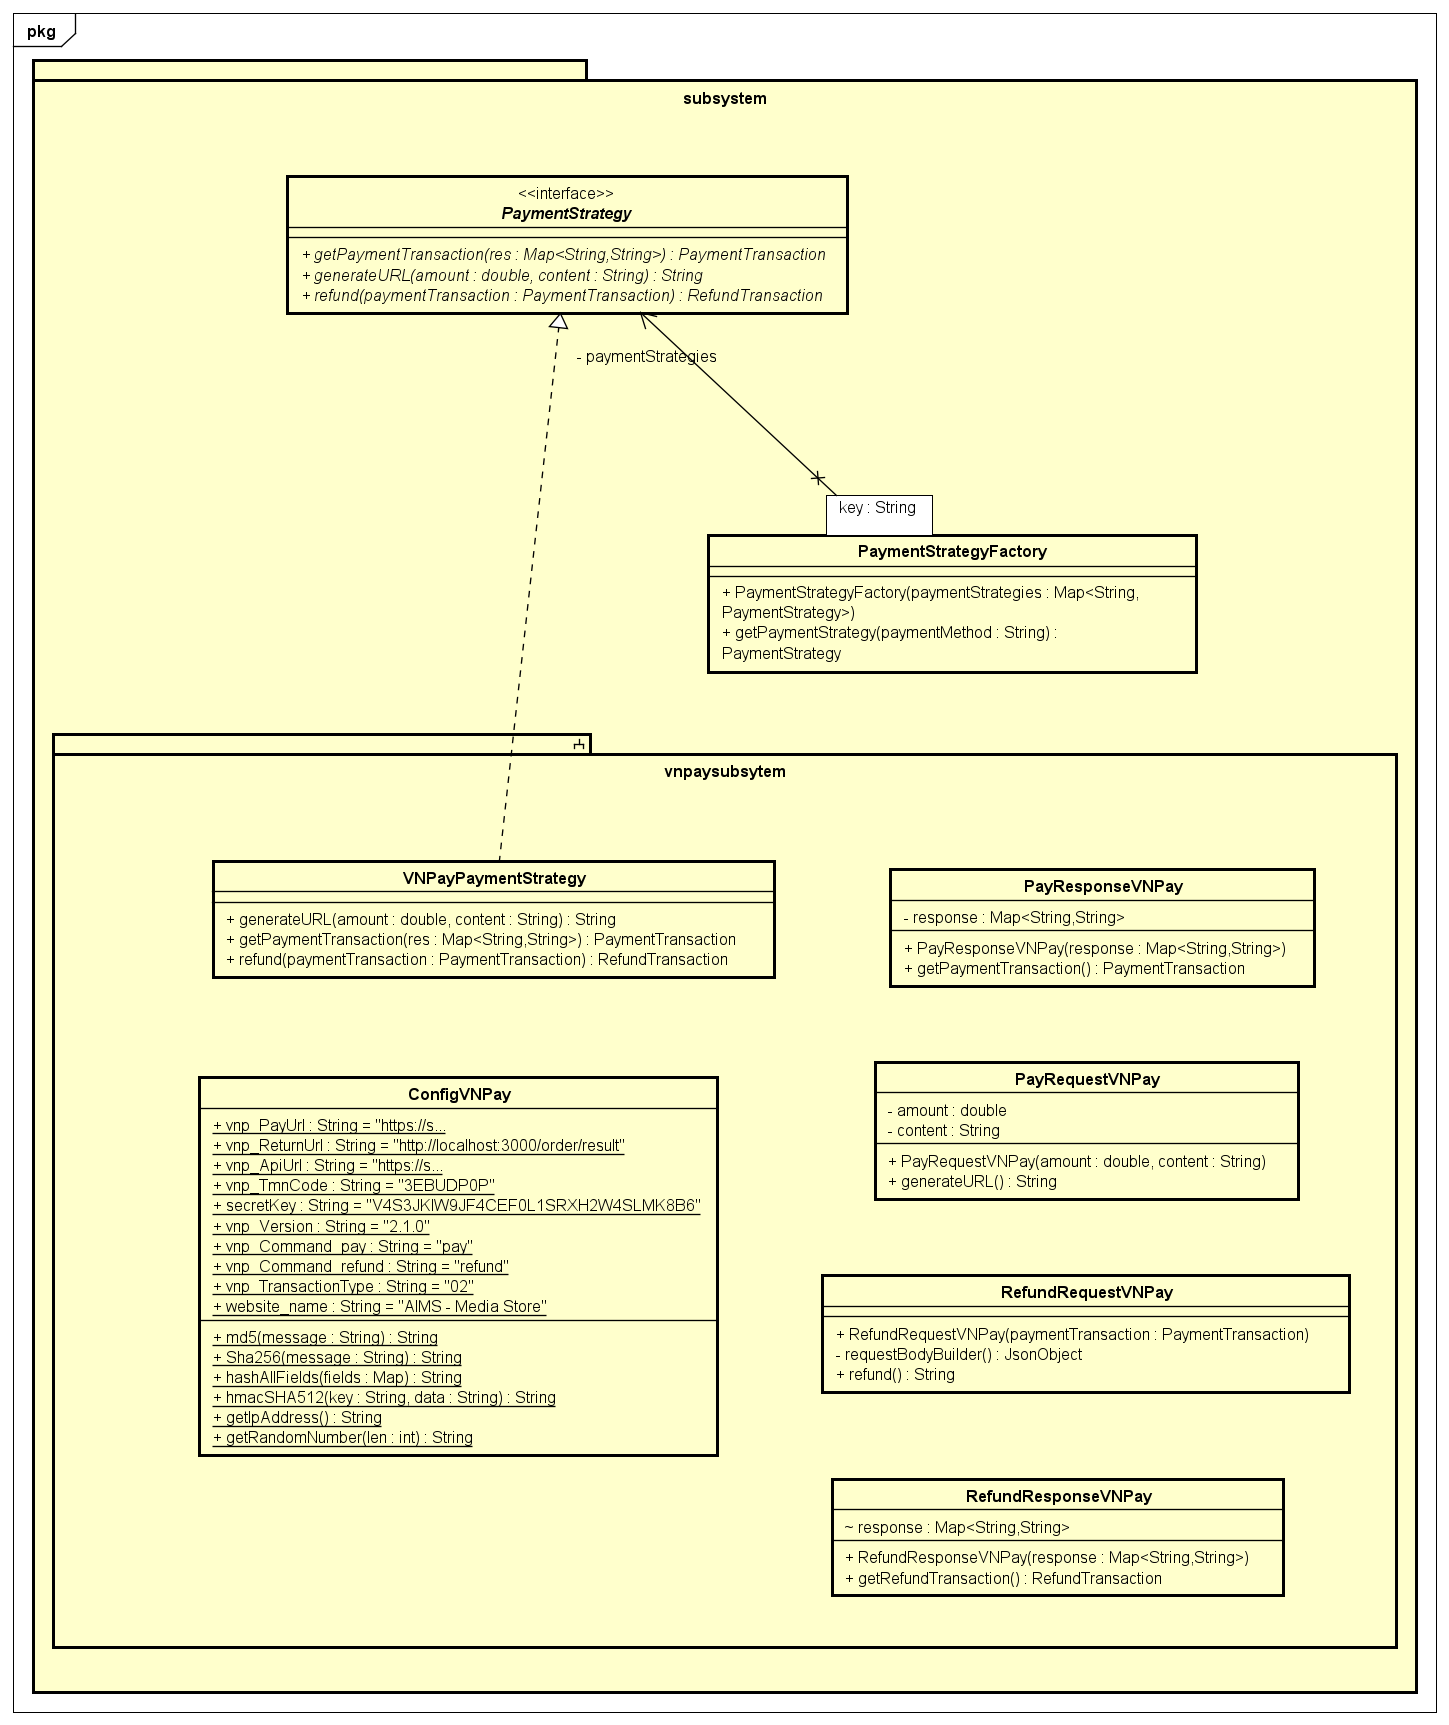 pkg
subsystem
<<interface>>
PaymentStrategy
+ getPaymentTransaction(res : Map<String,String>) : PaymentTransaction
+ generateURL(amount : double, content : String) : String
+ refund(paymentTransaction : PaymentTransaction) : RefundTransaction
- paymentStrategies
key : String
PaymentStrategyFactory
+ PaymentStrategyFactory(paymentStrategies : Map<String,
PaymentStrategy>)
+ getPaymentStrategy(paymentMethod : String) :
PaymentStrategy
vnpaysubsytem
VNPayPaymentStrategy
+ generateURL(amount : double, content : String) : String
+ getPaymentTransaction(res : Map<String,String>) : PaymentTransaction
+ refund(paymentTransaction : PaymentTransaction) : RefundTransaction
PayResponseVNPay
- response : Map<String,String>
+ PayResponseVNPay(response : Map<String,String>)
+ getPaymentTransaction() : PaymentTransaction
ConfigVNPay
+ vnp_PayUrl : String = "https://s...
+ vnp_ReturnUrl : String = "http://localhost:3000/order/result"
+ vnp_ApiUrl : String = "https://s...
+ vnp_TmnCode : String = "3EBUDP0P"
+ secretKey : String = "V4S3JKIW9JF4CEF0L1SRXH2W4SLMK8B6"
+ vnp_Version : String = "2.1.0"
+ vnp_Command_pay : String = "pay"
+ vnp_Command_refund : String = "refund"
+ vnp_TransactionType : String = "02"
+ website_name : String = "AIMS - Media Store"
+ md5(message : String) : String
+ Sha256(message : String) : String
+ hashAllFields(fields : Map) : String
+ hmacSHA512(key : String, data : String) : String
+ getIpAddress() : String
+ getRandomNumber(len : int) : String
PayRequestVNPay
- amount : double
- content : String
+ PayRequestVNPay(amount : double, content : String)
+ generateURL() : String
RefundRequestVNPay
+ RefundRequestVNPay(paymentTransaction : PaymentTransaction)
- requestBodyBuilder() : JsonObject
+ refund() : String
RefundResponseVNPay
~ response : Map<String,String>
+ RefundResponseVNPay(response : Map<String,String>)
+ getRefundTransaction() : RefundTransaction